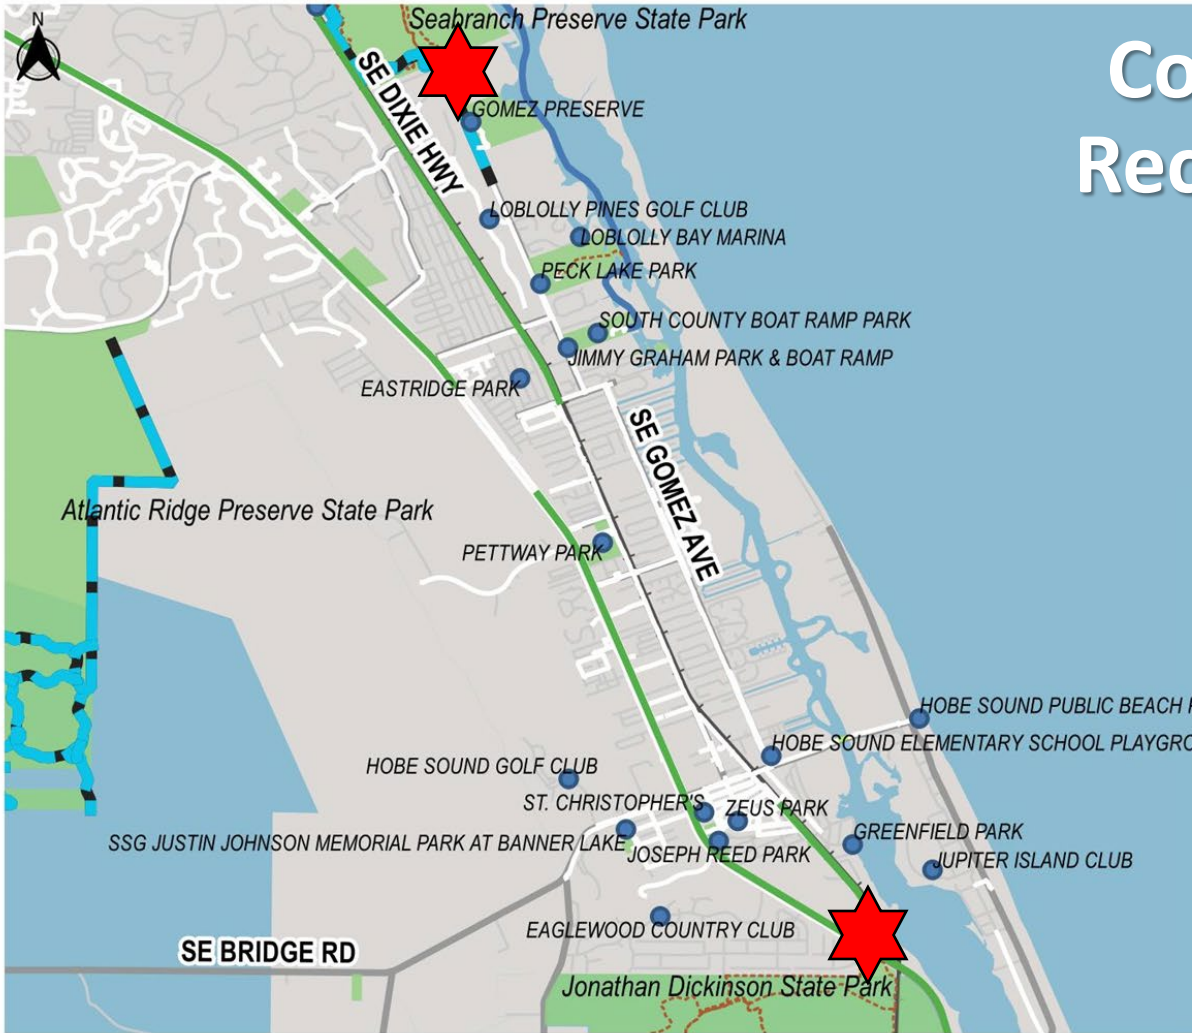 N
Seabranch Preserve State Park
Co
Rec
SE DIXIE HWY
GOMEZ PRESERVE
LOBLOLLY PINES GOLF CLUB
LOBLOLLY BAY MARINA
PECK LAKE PARK
SOUTH COUNTY BOAT RAMP PARK
JIMMY GRAHAM PARK & BOAT RAMP
EASTRIDGE PARK
SE GOMEZ AVE
Atlantic Ridge Preserve State Park
PETTWAY PARK
HOBE SOUND PUBLIC BEACH
HOBE SOUND ELEMENTARY SCHOOL PLAYGRO
HOBE SOUND GOLF CLUB
ST. CHRISTOPHER'S
ZEUS PARK
SSG JUSTIN JOHNSON MEMORIAL PARK AT BANNER LAKE
JOSEPH REED PARK
GREENFIELD PARK
JUPITER ISLAND CLUB
EAGLEWOOD COUNTRY CLUB
SE BRIDGE RD
Jonathan Dickinson State Park